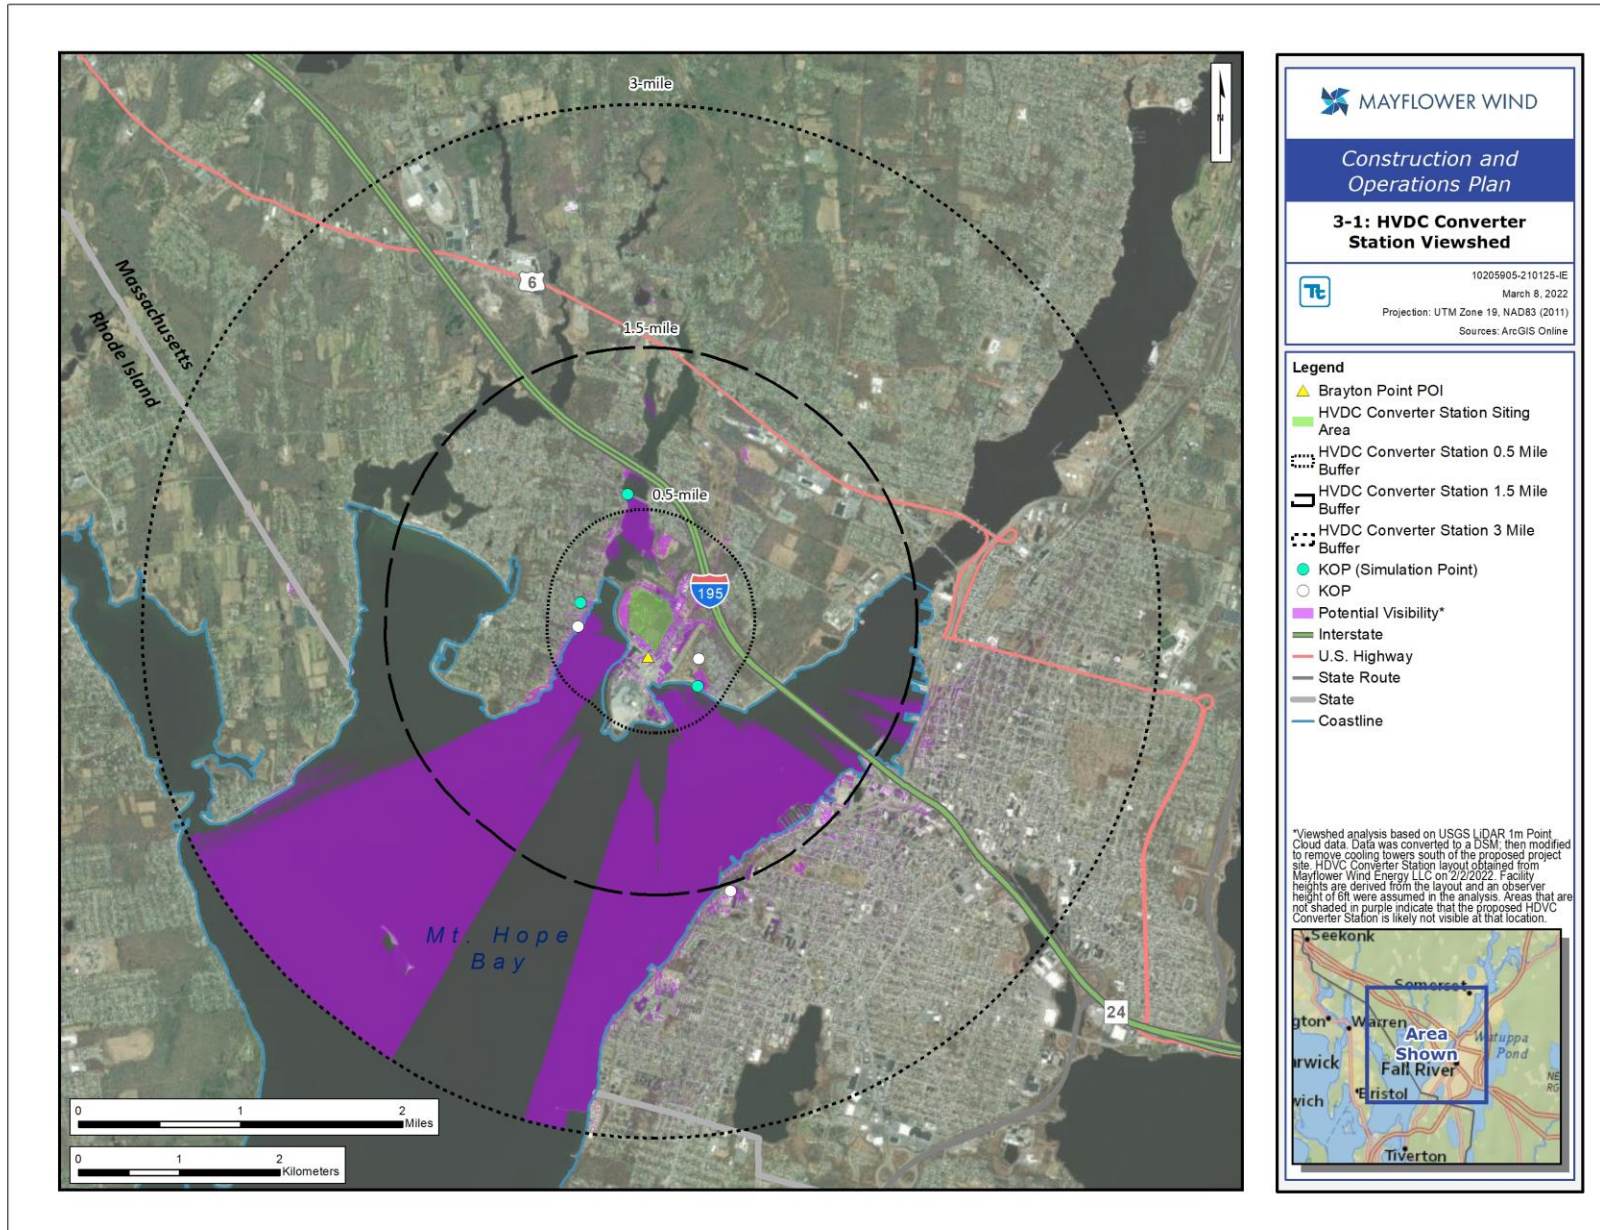 3-mile
N
6
Massachusetts
Rhode Island
1.5-mile
0.5-mile
195
Mt. Hope
Bay
24
0 1 2
Miles
0 1 2
Kilometers
MAYFLOWER WIND
Construction and
Operations Plan
3-1: HVDC Converter
Station Viewshed
Tt
10205905-210125-IE
March 8, 2022
Projection: UTM Zone 19, NAD83 (2011)
Sources: ArcGIS Online
Legend
Brayton Point POI
HVDC Converter Station Siting
Area
HVDC Converter Station 0.5 Mile
Buffer
HVDC Converter Station 1.5 Mile
Buffer
HVDC Converter Station 3 Mile
Buffer
KOP (Simulation Point)
KOP
Potential Visibility*
Interstate
U.S. Highway
State Route
State
Coastline
*Viewshed analysis based on USGS LiDAR 1m Point
Cloud data. Data was converted to a DSM; then modified
to remove cooling towers south of the proposed project
site. HDVC Converter Station layout obtained from
Mayflower Wind Energy LLC on 2/2/2022. Facility
heights are derived from the layout and an observer
height of 6ft were assumed in the analysis. Areas that are
not shaded in purple indicate that the proposed HDVC
Converter Station is likely not visible at that location.
Seekonk
Somerset
gton
Warren
Area
Shown
Watuppa
Pond
arwick
Fall River
NE
RG
wich
Bristol
Tiverton